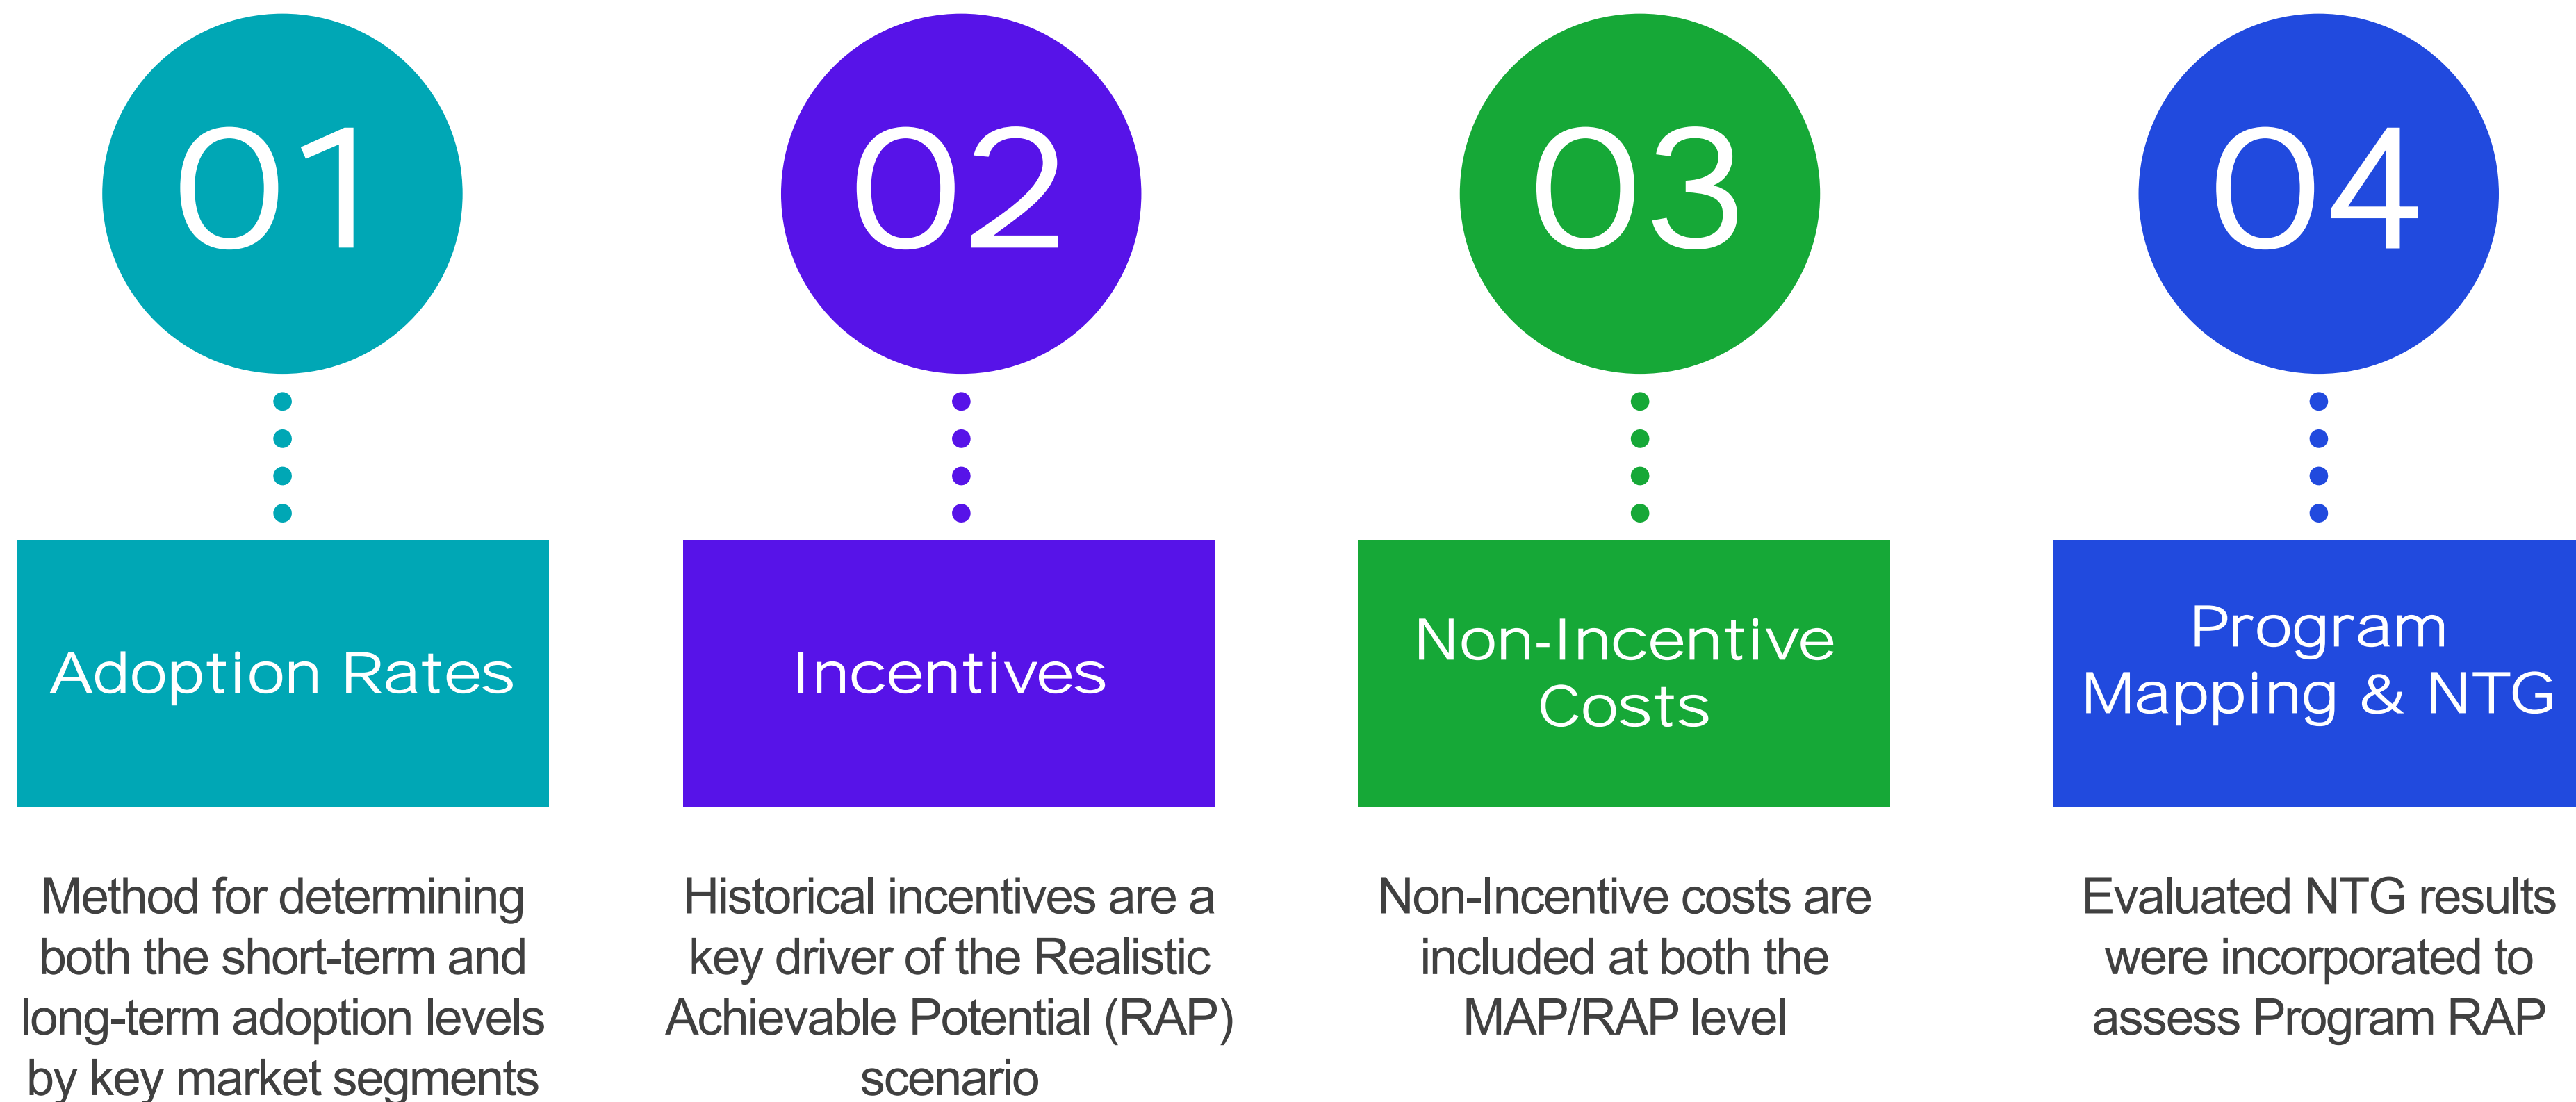 01
Adoption Rates
Method for determining
both the short-term and
long-term adoption levels
by key market segments
02
Incentives
Historical incentives are a
key driver of the Realistic
Achievable Potential (RAP)
scenario
03
Non-Incentive
Costs
Non-Incentive costs are
included at both the
MAP/RAP level
04
Program
Mapping & NTG
Evaluated NTG results
were incorporated to
assess Program RAP